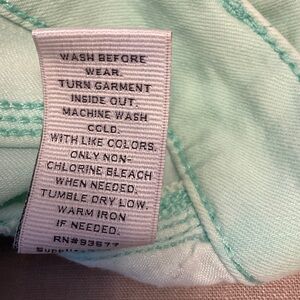 WASH BEFORE
WEAR.
TURN GARMENT
INSIDE OUT.
MACHINE WASH
COLD.
WITH LIKE COLORS.
ONLY NON-
CHLORINE BLEACH
WHEN NEEDED.
TUMBLE DRY LOW.
WARM IRON
IF NEEDED.
RN#93677